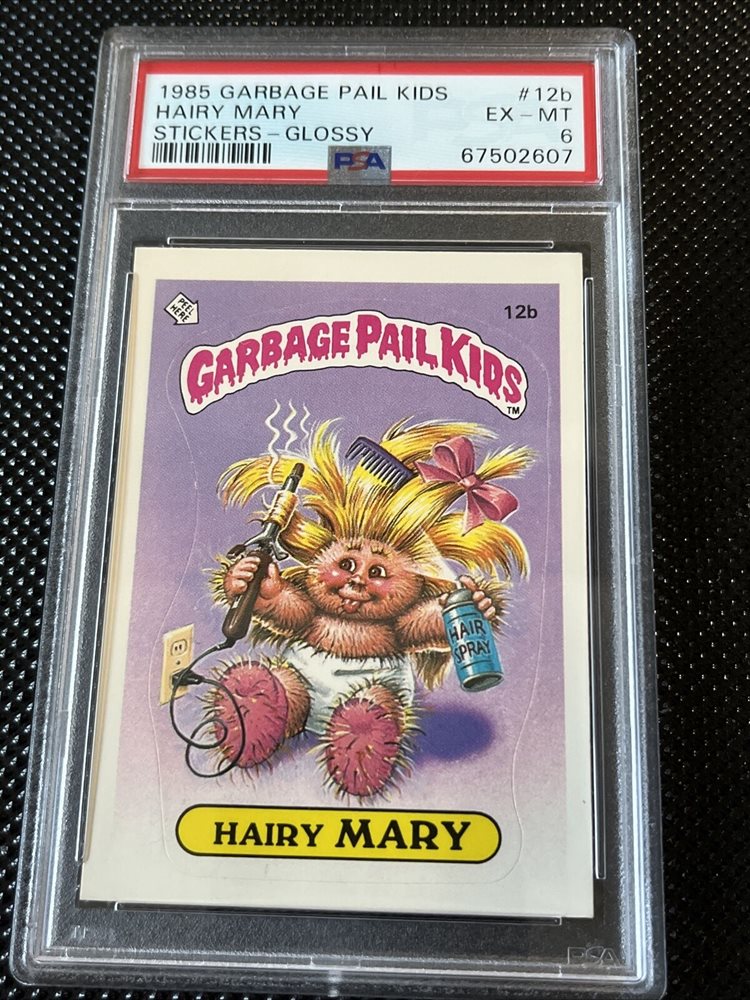 1985 GARBAGE PAIL KIDS #12b
HAIRY MARY EX - MT
STICKERS - GLOSSY 6
PSA 67502607
PEEL
HERE
12b
GARBAGE PAIL KIDS
TM
HAIR
SPRAY
HAIRY MARY
PSA